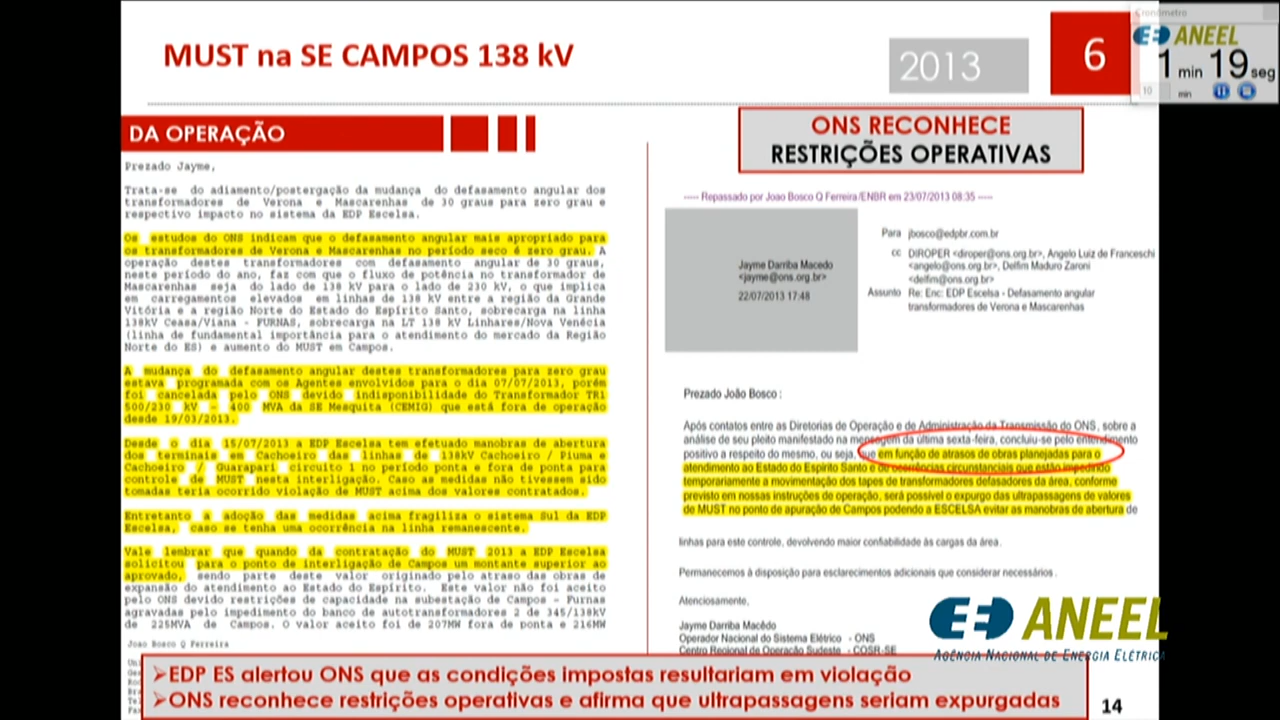 MUST na SE CAMPOS 138 kV
2013
6
Cronômetro
ANEEL
1 min 19 seg
10 min
DA OPERAÇÃO
ONS RECONHECE
RESTRIÇÕES OPERATIVAS
Prezado Jayme,
Trata-se do adiamento/postergação da mudança do defasamento angular dos
transformadores de Verona e Mascarenhas de 30 graus para zero grau e
respectivo impacto no sistema da EDP Escelsa.
Os estudos do ONS indicam que o defasamento angular mais apropriado para
os transformadores de Verona e Mascarenhas no período seco é zero grau. A
operação destes transformadores com defasamento angular de 30 graus,
neste período do ano, faz com que o fluxo de potência no transformador de
Mascarenhas seja do lado de 138 kV para o lado de 230 kV, o que implica
em carregamentos elevados em linhas de 138 kV entre a região da Grande
Vitória e a região Norte do Estado do Espírito Santo, sobrecarga na linha
138kV Ceasa/Viana - FURNAS, sobrecarga na LT 138 kV Linhares/Nova Venécia
(linha de fundamental importância para o atendimento do mercado da Região
Norte do ES) e aumento do MUST em Campos.
A mudança do defasamento angular destes transformadores para zero grau
estava programada com os Agentes envolvidos para o dia 07/07/2013, porém
foi cancelada pelo ONS devido indisponibilidade do Transformador TR1
500/230 kV - 400 MVA da SE Mesquita (CEMIG) que está fora de operação
desde 19/03/2013.
Desde o dia 15/07/2013 a EDP Escelsa tem efetuado manobras de abertura
dos terminais em Cachoeiro das linhas de 138kV Cachoeiro / Piuma e
Cachoeiro / Guarapari circuito 1 no período ponta e fora de ponta para
controle de MUST nesta interligação. Caso as medidas não tivessem sido
tomadas teria ocorrido violação de MUST acima dos valores contratados.
Entretanto a adoção das medidas acima fragiliza o sistema Sul da EDP
Escelsa, caso se tenha uma ocorrência na linha remanescente.
Vale lembrar que quando da contratação do MUST 2013 a EDP Escelsa
solicitou para o ponto de interligação de Campos um montante superior ao
aprovado, sendo parte deste valor originado pelo atraso das obras de
expansão do atendimento ao Estado do Espírito. Este valor não foi aceito
pelo ONS devido restrições de capacidade na subestação de Campos - Furnas
agravadas pelo impedimento do banco de autotransformadores 2 de 345/138kV
de 225MVA de Campos. O valor aceito foi de 207MW fora de ponta e 216MW
Joao Bosco Q Ferreira
----- Repassado por Joao Bosco Q Ferreira/ENBR em 23/07/2013 08:35 -----
Jayme Darriba Macedo
<jayme@ons.org.br>
22/07/2013 17:48
Para jbosco@edpbr.com.br
cc DIROPER <diroper@ons.org.br>, Angelo Luiz de Franceschi
<angelo@ons.org.br>, Delfim Maduro Zaroni
<delfim@ons.org.br>
Assunto Re: Enc: EDP Escelsa - Defasamento angular
transformadores de Verona e Mascarenhas
Prezado João Bosco :
Após contatos entre as Diretorias de Operação e de Administração da Transmissão do ONS, sobre a
análise de seu pleito manifestado na mensagem da última sexta-feira, concluiu-se pelo entendimento
positivo a respeito do mesmo, ou seja, que em função de atrasos de obras planejadas para o
atendimento ao Estado do Espírito Santo e de ocorrências circunstanciais que estão impedindo
temporariamente a movimentação dos tapes de transformadores defasadores da área, conforme
previsto em nossas instruções de operação, será possível o expurgo das ultrapassagens de valores
de MUST no ponto de apuração de Campos podendo a ESCELSA evitar as manobras de abertura de
linhas para este controle, devolvendo maior confiabilidade às cargas da área.
Permanecemos à disposição para esclarecimentos adicionais que considerar necessários .
Atenciosamente,
Jayme Darriba Macêdo
Operador Nacional do Sistema Elétrico - ONS
Centro Regional de Operação Sudeste - COSR-SE
ANEEL
AGÊNCIA NACIONAL DE ENERGIA ELÉTRICA
EDP ES alertou ONS que as condições impostas resultariam em violação
ONS reconhece restrições operativas e afirma que ultrapassagens seriam expurgadas
14